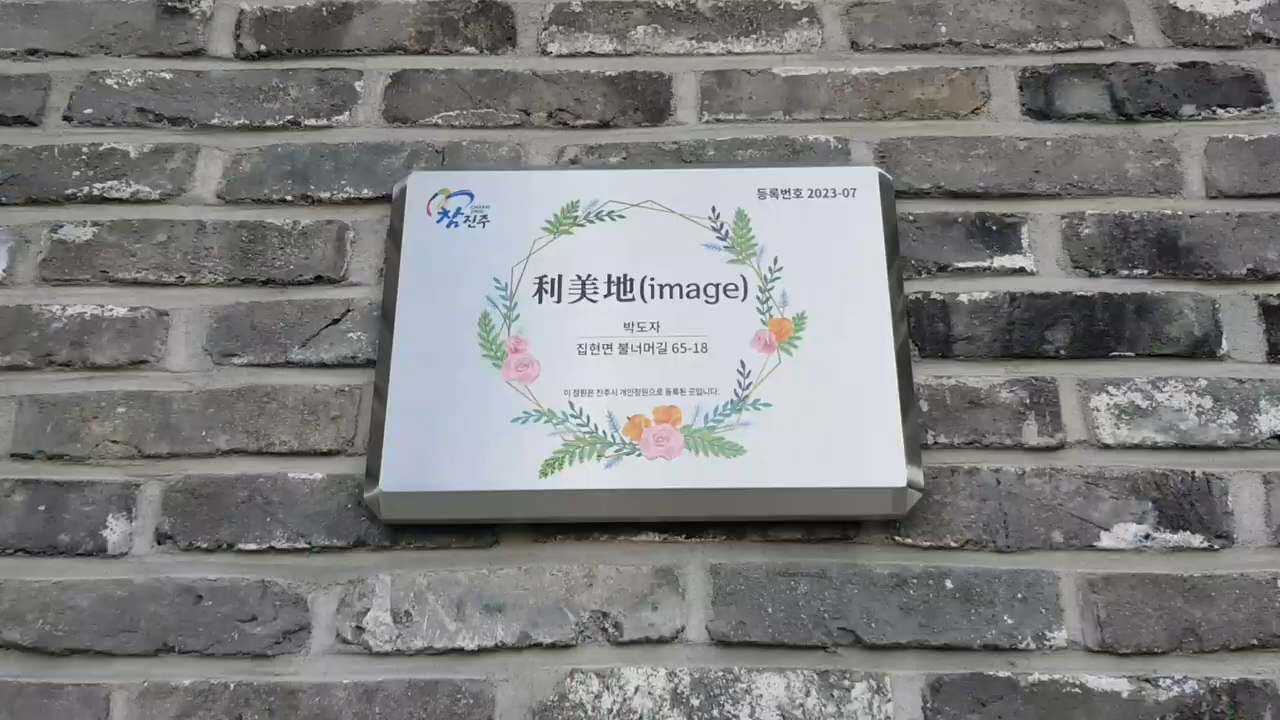 참진주
등록번호 2023-07
利美地(image)
박도자
집현면 불너머길 65-18
이 정원은 진주시 개인정원으로 등록된 곳입니다.